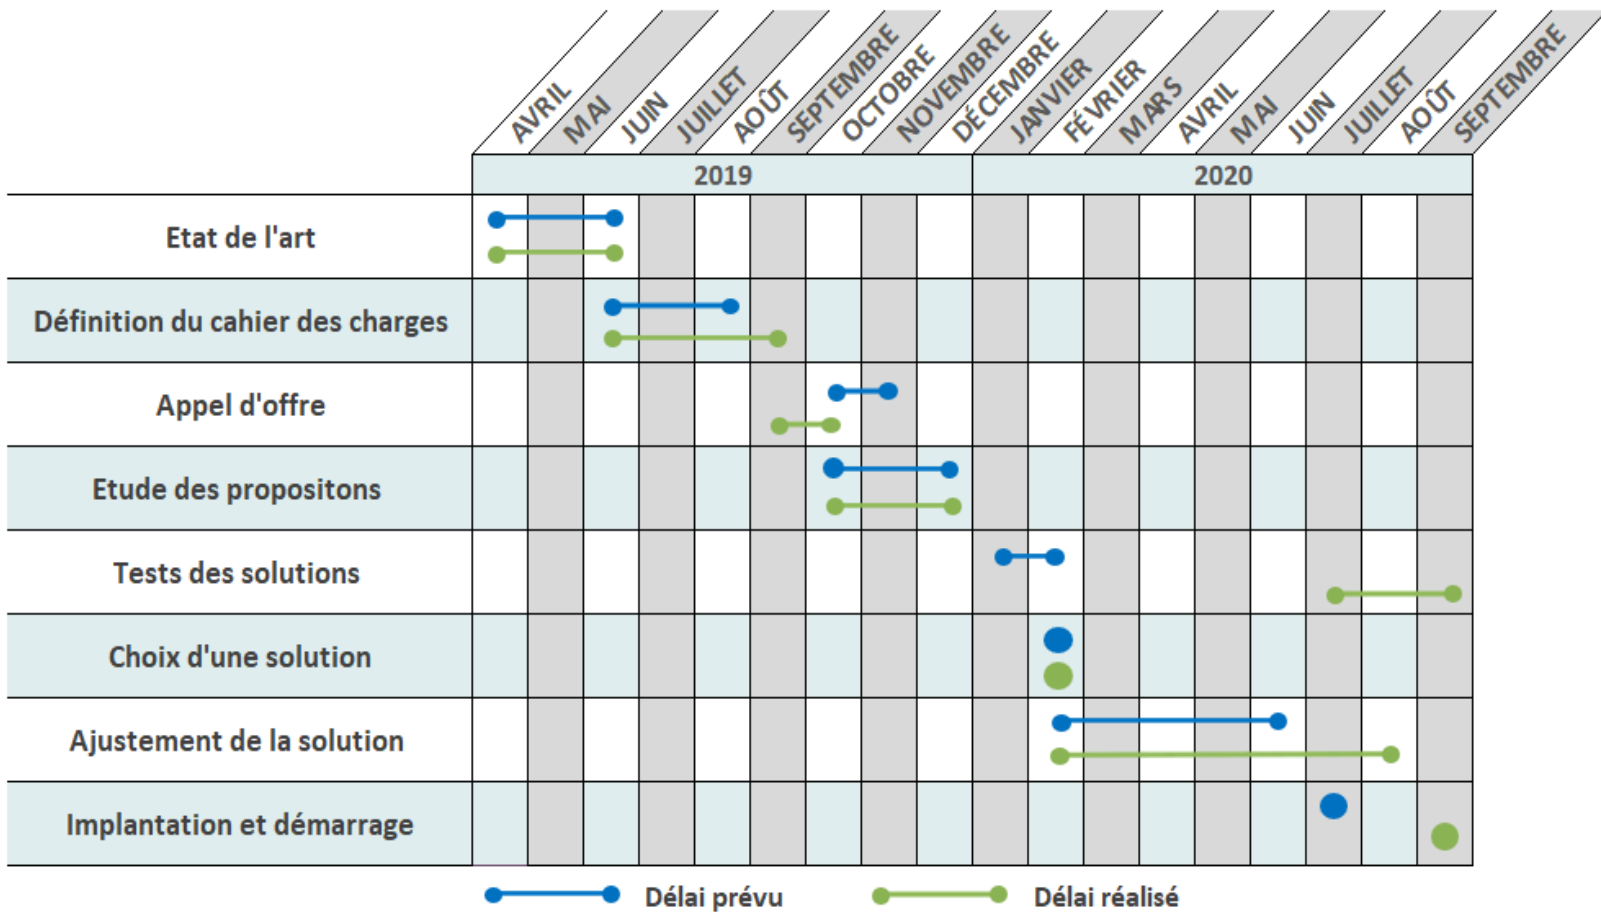 AVRIL
MAI
JUIN
JUILLET
AOÛT
SEPTEMBRE
OCTOBRE
NOVEMBRE
DÉCEMBRE
JANVIER
FÉVRIER
MARS
AVRIL
MAI
JUIN
JUILLET
AOÛT
SEPTEMBRE
2019
2020
Etat de l'art
Définition du cahier des charges
Appel d'offre
Etude des propositons
Tests des solutions
Choix d'une solution
Ajustement de la solution
Implantation et démarrage
Délai prévu
Délai réalisé